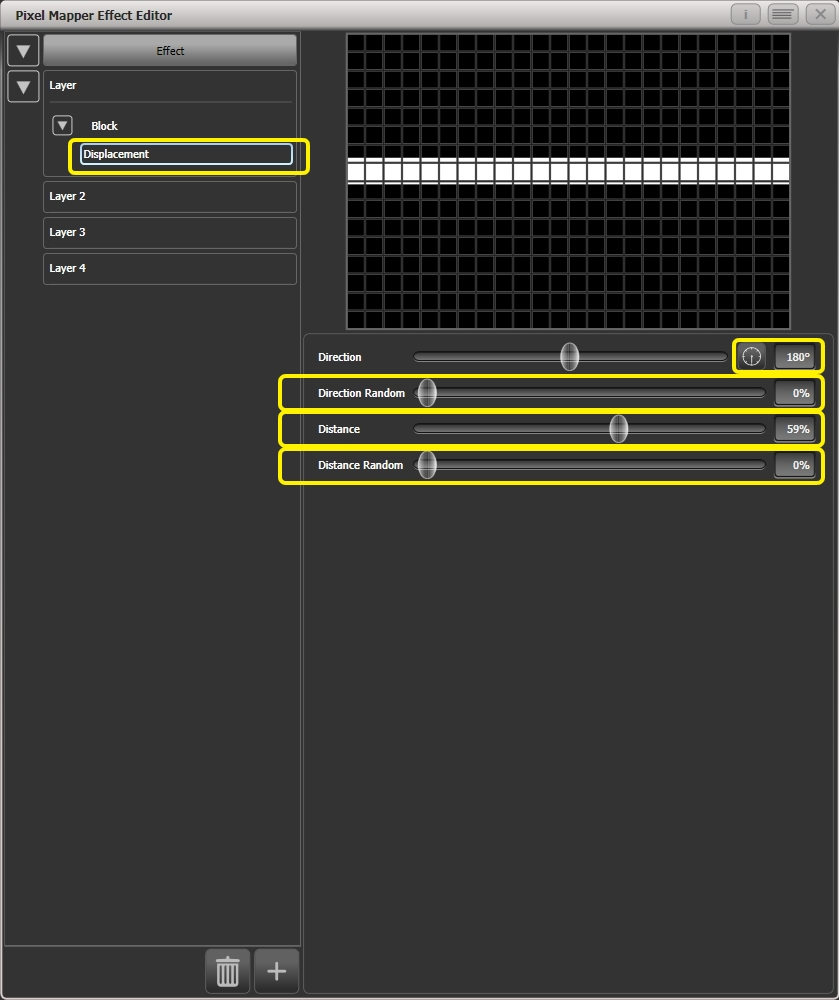 Pixel Mapper Effect Editor
i
Effect
Layer
Block
Displacement
Layer 2
Layer 3
Layer 4
Direction 180°
Direction Random 0%
Distance 59%
Distance Random 0%